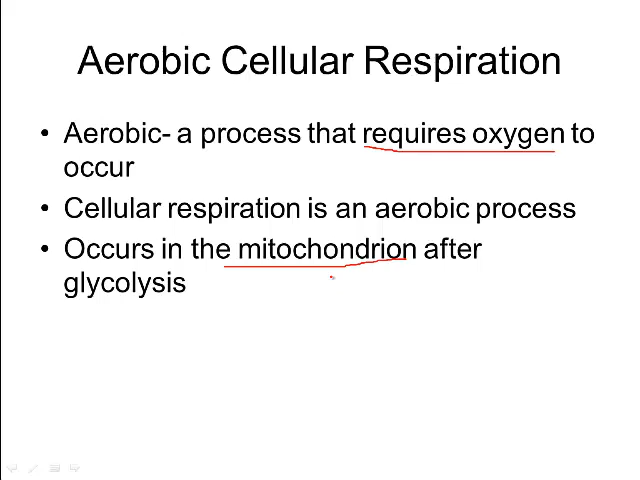 Aerobic Cellular Respiration
• Aerobic- a process that requires oxygen to
occur
• Cellular respiration is an aerobic process
• Occurs in the mitochondrion after
glycolysis